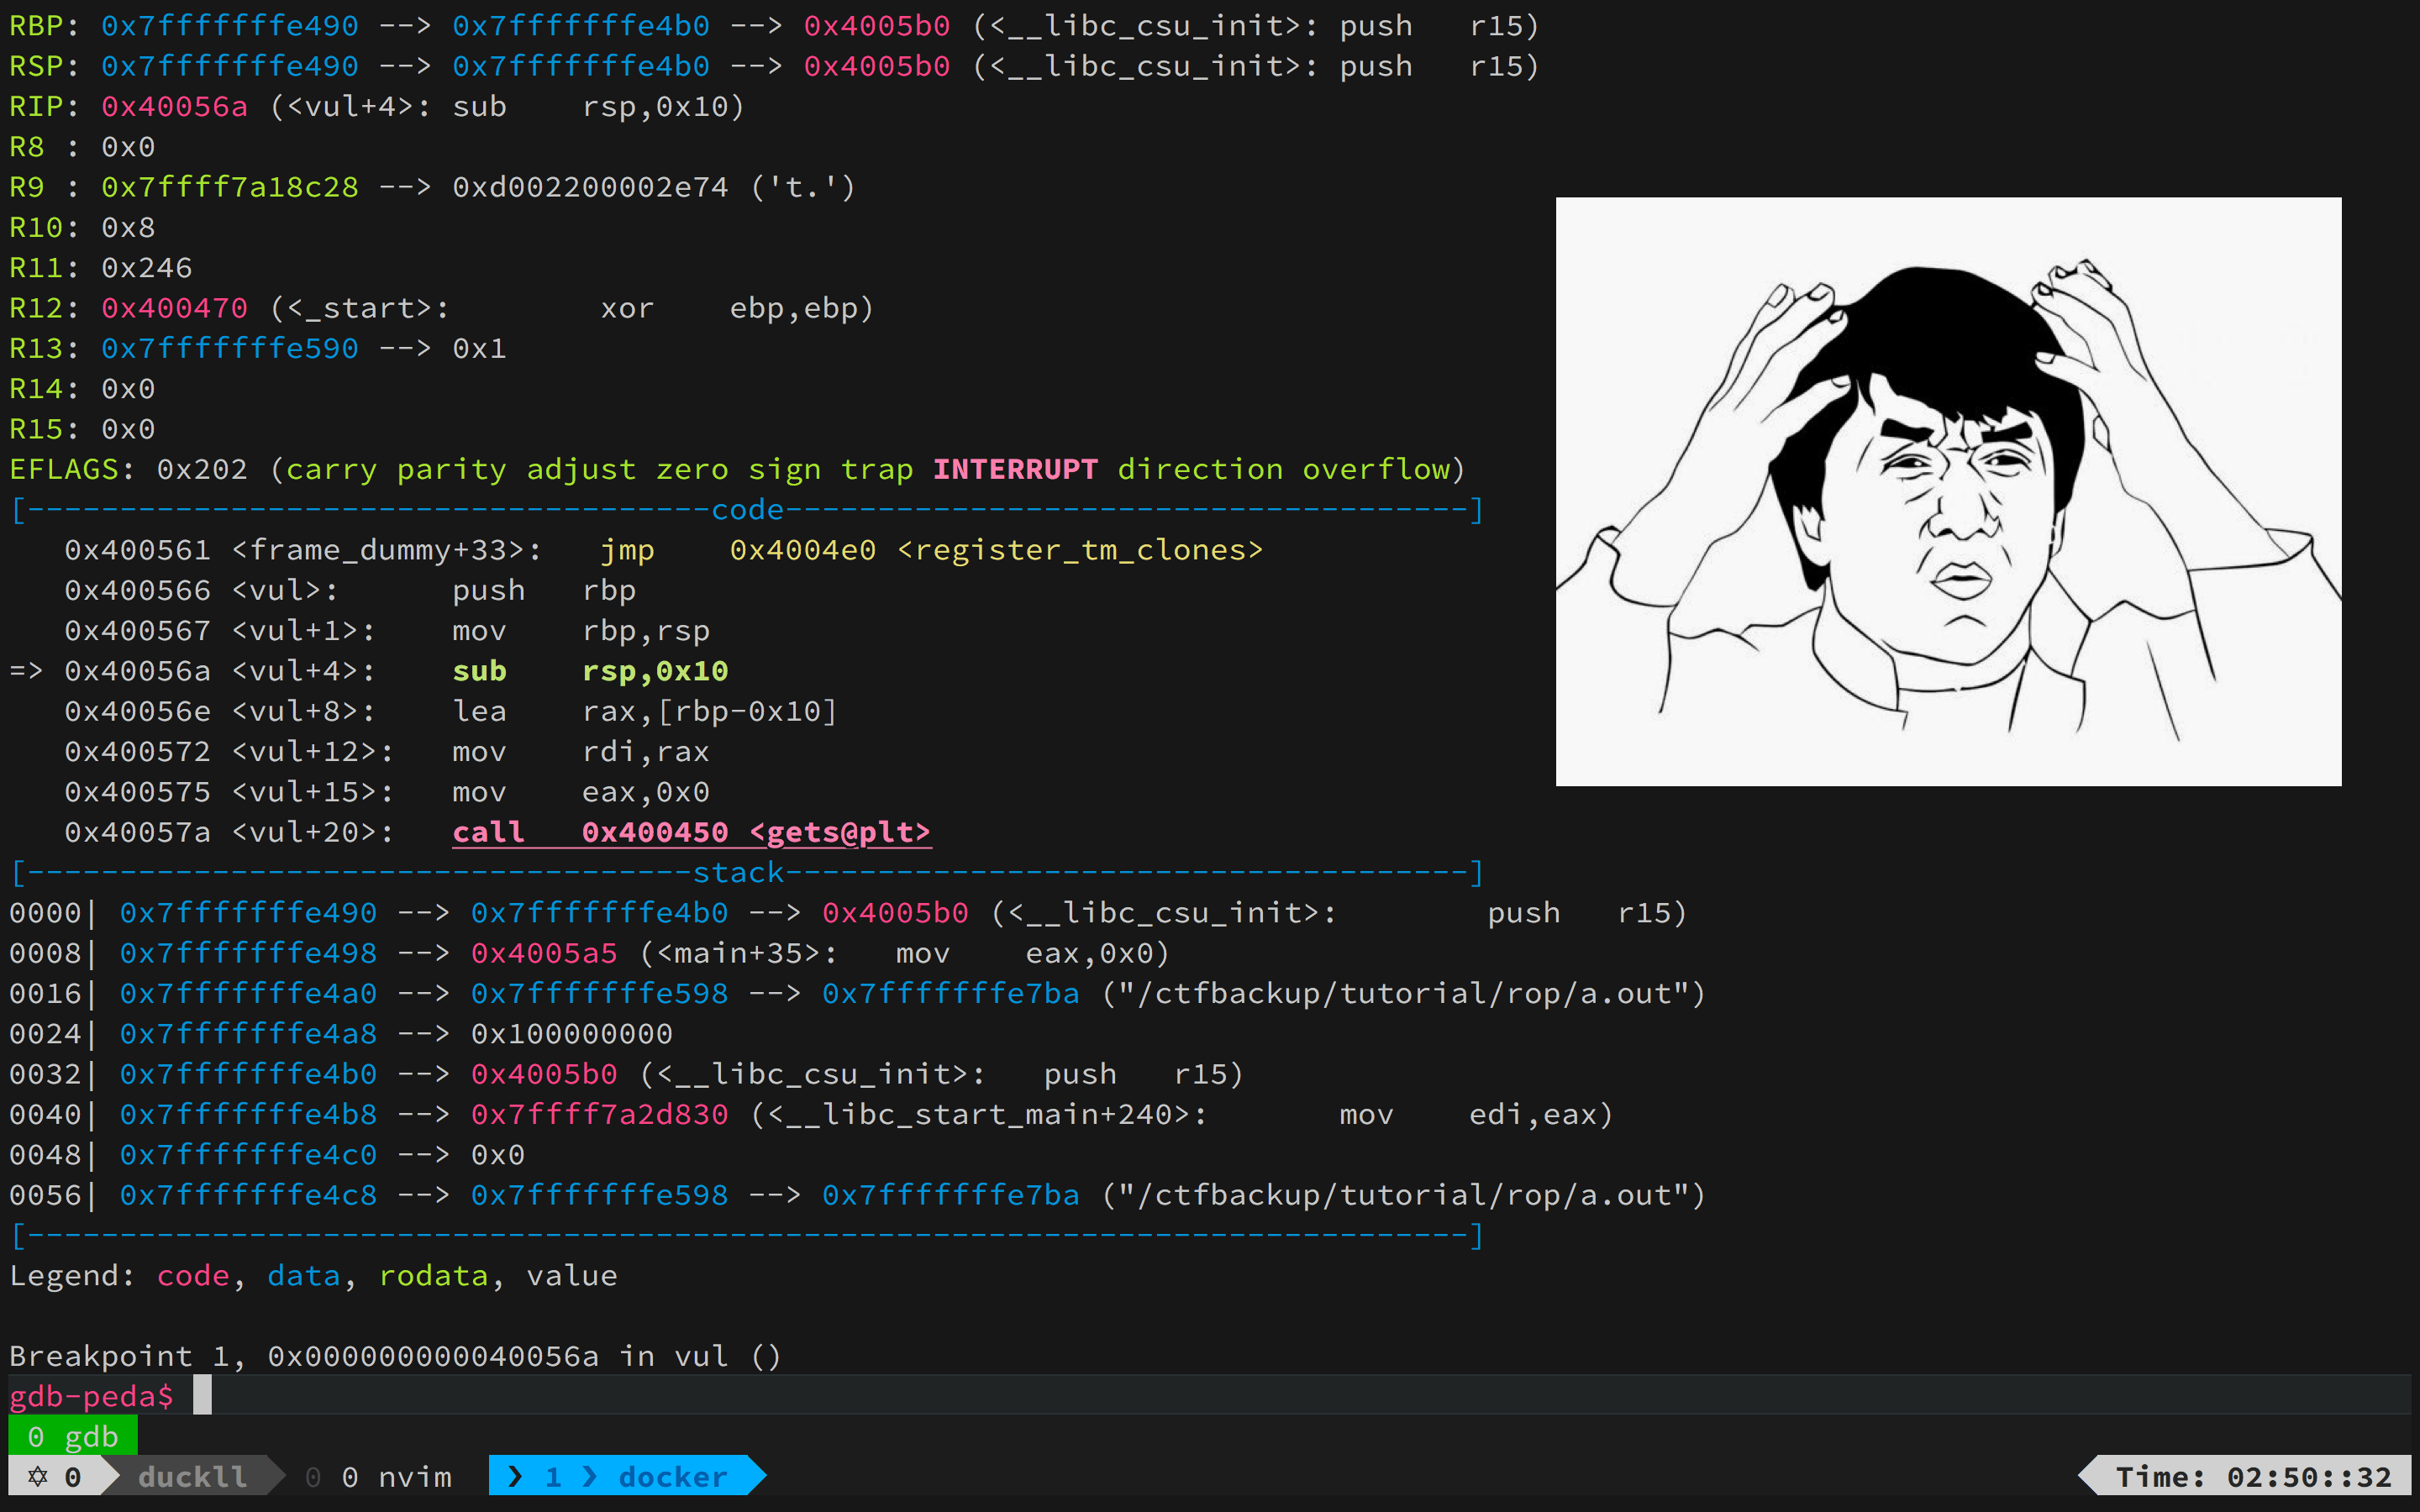 RBP: 0x7fffffffe490 --> 0x7fffffffe4b0 --> 0x4005b0 (<__libc_csu_init>: push   r15)
RSP: 0x7fffffffe490 --> 0x7fffffffe4b0 --> 0x4005b0 (<__libc_csu_init>: push   r15)
RIP: 0x40056a (<vul+4>: sub    rsp,0x10)
R8 : 0x0
R9 : 0x7ffff7a18c28 --> 0xd002200002e74 ('t.')
R10: 0x8
R11: 0x246
R12: 0x400470 (<_start>:        xor    ebp,ebp)
R13: 0x7fffffffe590 --> 0x1
R14: 0x0
R15: 0x0
EFLAGS: 0x202 (carry parity adjust zero sign trap INTERRUPT direction overflow)
[-------------------------------------code-------------------------------------]
   0x400561 <frame_dummy+33>:   jmp    0x4004e0 <register_tm_clones>
   0x400566 <vul>:      push   rbp
   0x400567 <vul+1>:    mov    rbp,rsp
=> 0x40056a <vul+4>:    sub    rsp,0x10
   0x40056e <vul+8>:    lea    rax,[rbp-0x10]
   0x400572 <vul+12>:   mov    rdi,rax
   0x400575 <vul+15>:   mov    eax,0x0
   0x40057a <vul+20>:   call   0x400450 <gets@plt>
[------------------------------------stack-------------------------------------]
0000| 0x7fffffffe490 --> 0x7fffffffe4b0 --> 0x4005b0 (<__libc_csu_init>:        push   r15)
0008| 0x7fffffffe498 --> 0x4005a5 (<main+35>:   mov    eax,0x0)
0016| 0x7fffffffe4a0 --> 0x7fffffffe598 --> 0x7fffffffe7ba ("/ctfbackup/tutorial/rop/a.out")
0024| 0x7fffffffe4a8 --> 0x100000000
0032| 0x7fffffffe4b0 --> 0x4005b0 (<__libc_csu_init>:   push   r15)
0040| 0x7fffffffe4b8 --> 0x7ffff7a2d830 (<__libc_start_main+240>:       mov    edi,eax)
0048| 0x7fffffffe4c0 --> 0x0
0056| 0x7fffffffe4c8 --> 0x7fffffffe598 --> 0x7fffffffe7ba ("/ctfbackup/tutorial/rop/a.out")
[------------------------------------------------------------------------------]
Legend: code, data, rodata, value
Breakpoint 1, 0x000000000040056a in vul ()
gdb-peda$
0 gdb
✡ 0 duckll 0 0 nvim ❯ 1 ❯ docker Time: 02:50::32